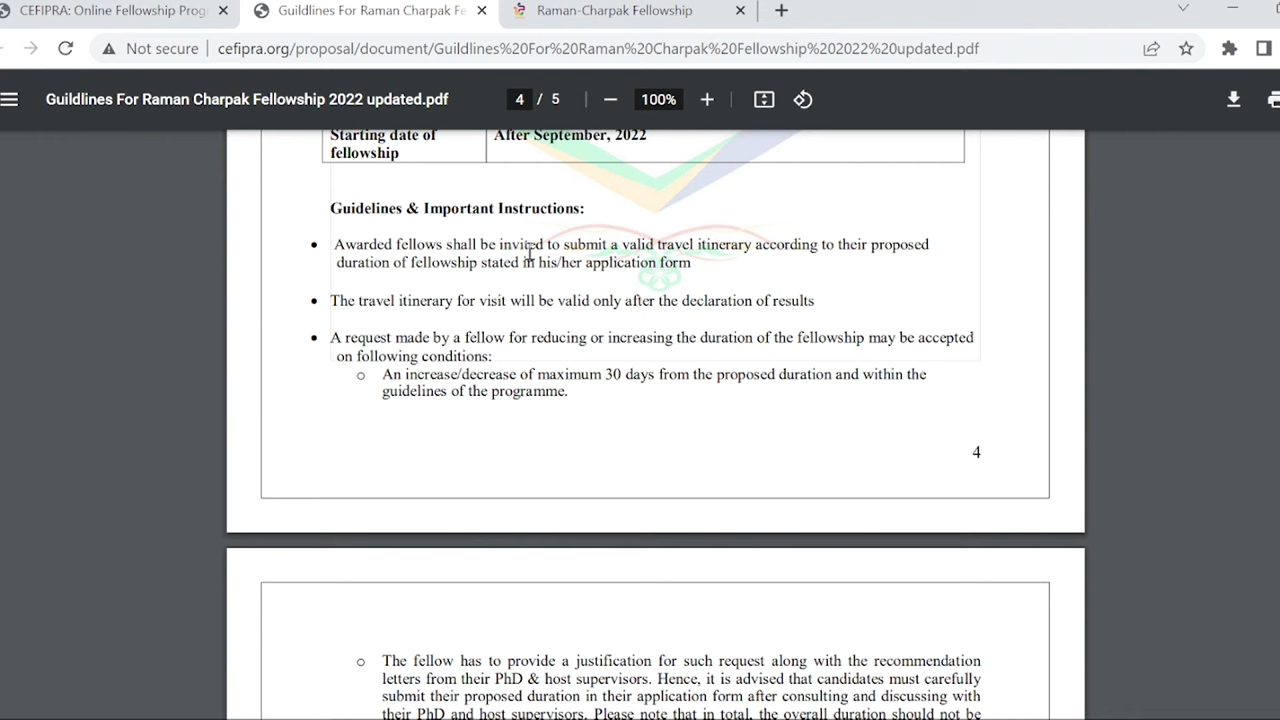 CEFIPRA: Online Fellowship Prog
Guildlines For Raman Charpak Fe
Raman-Charpak Fellowship
Not secure
cefipra.org/proposal/document/Guildlines%20For%20Raman%20Charpak%20Fellowship%202022%20updated.pdf
Guildlines For Raman Charpak Fellowship 2022 updated.pdf
4 / 5
100%
Starting date of
fellowship
After September, 2022
Guidelines & Important Instructions:
• Awarded fellows shall be invited to submit a valid travel itinerary according to their proposed
duration of fellowship stated in his/her application form
• The travel itinerary for visit will be valid only after the declaration of results
• A request made by a fellow for reducing or increasing the duration of the fellowship may be accepted
on following conditions:
o An increase/decrease of maximum 30 days from the proposed duration and within the
guidelines of the programme.
4
o The fellow has to provide a justification for such request along with the recommendation
letters from their PhD & host supervisors. Hence, it is advised that candidates must carefully
submit their proposed duration in their application form after consulting and discussing with
their PhD and host supervisors. Please note that in total, the overall duration should not be